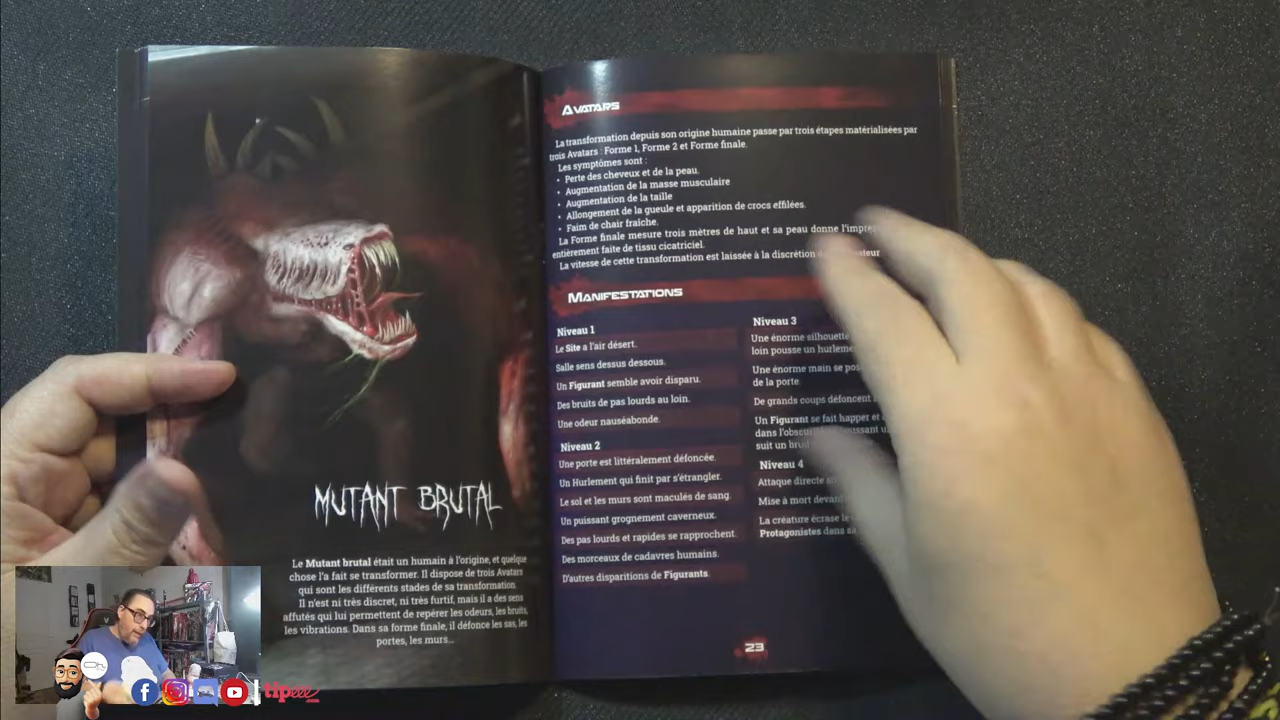 MUTANT BRUTAL
Le Mutant brutal était un humain à l'origine, et quelque
chose l'a fait se transformer. Il dispose de trois Avatars
qui sont les différents stades de sa transformation.
Il n'est ni très discret, ni très furtif, mais il a des sens
affutés qui lui permettent de repérer les odeurs, les bruits,
les vibrations. Dans sa forme finale, il défonce les sas, les
portes, les murs...
AVATARS
La transformation depuis son origine humaine passe par trois étapes matérialisées par
trois Avatars : Forme 1, Forme 2 et Forme finale.
Les symptômes sont :
• Perte des cheveux et de la peau.
• Augmentation de la masse musculaire
• Augmentation de la taille
• Allongement de la gueule et apparition de crocs effilées.
• Faim de chair fraîche.
La Forme finale mesure trois mètres de haut et sa peau donne
entièrement faite de tissu cicatriciel.
La vitesse de cette transformation est laissée à la discrétion
MANIFESTATIONS
Niveau 1
Le Site a l'air désert.
Salle sens dessus dessous.
Un Figurant semble avoir disparu.
Des bruits de pas lourds au loin.
Une odeur nauséabonde.
Niveau 2
Une porte est littéralement défoncée.
Un Hurlement qui finit par s'étrangler.
Le sol et les murs sont maculés de sang.
Un puissant grognement caverneux.
Des pas lourds et rapides se rapprochent.
Des morceaux de cadavres humains.
D'autres disparitions de Figurants.
Niveau 3
Une énorme silhouette
loin pousse un
Une énorme main se
de la porte.
De grands coups défoncent
Un Figurant se fait happer et
dans
suit un
Niveau 4
Attaque directe
Mise à mort
La créature écrase
Protagonistes dans
23
tipeee